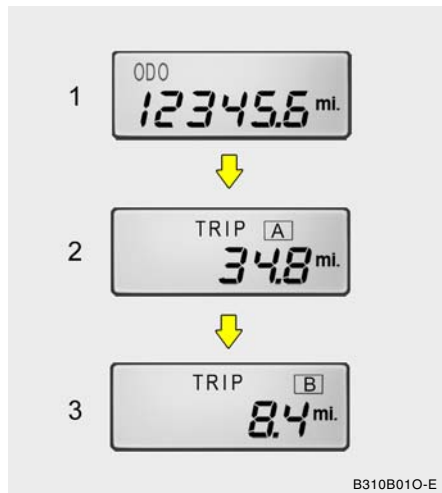 ODO
1 12345.6 mi.
TRIP A
2 34.8 mi.
TRIP B
3 8.4 mi.
B310B01O-E